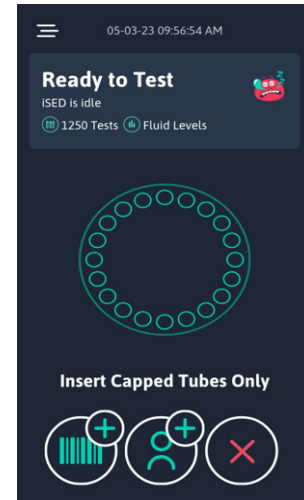 05-03-23 09:56:54 AM
Ready to Test
iSED is idle
1250 Tests Fluid Levels
Insert Capped Tubes Only